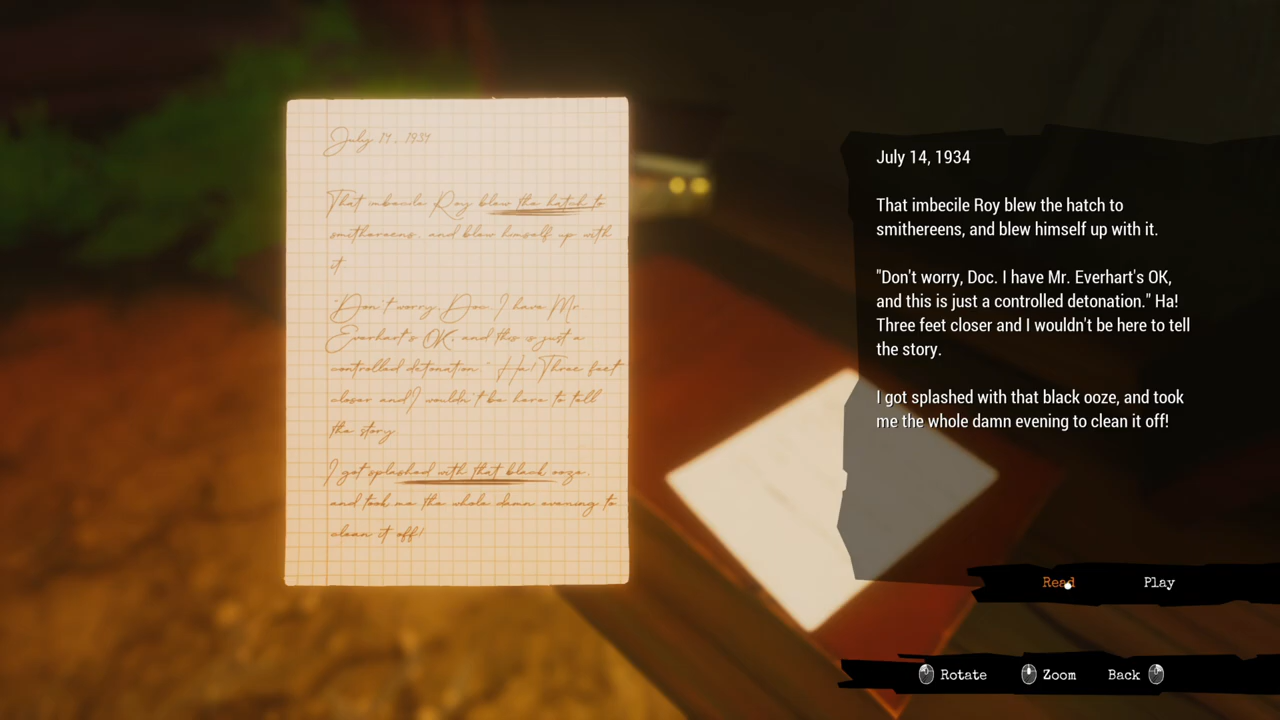 July 14, 1934
That imbecile Roy blew the hatch to
smithereens, and blew himself up with
it
"Don't worry, Doc. I have Mr.
Everhart's OK, and this is just a
controlled detonation." Ha! Three feet
closer and I wouldn't be here to tell
the story.
I got splashed with that black ooze,
and took me the whole damn evening to
clean it off!
July 14, 1934
That imbecile Roy blew the hatch to
smithereens, and blew himself up with it.
"Don't worry, Doc. I have Mr. Everhart's OK,
and this is just a controlled detonation." Ha!
Three feet closer and I wouldn't be here to tell
the story.
I got splashed with that black ooze, and took
me the whole damn evening to clean it off!
Read Play
Rotate Zoom Back